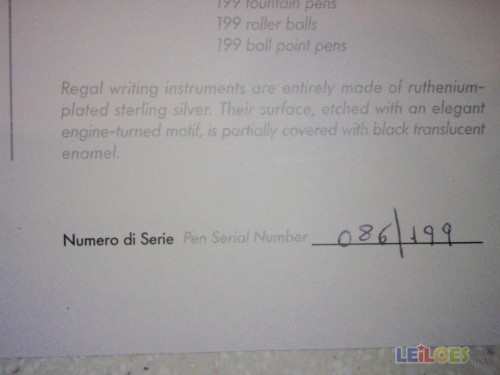 199 fountain pens
199 roller balls
199 ball point pens
Regal writing instruments are entirely made of ruthenium-
plated sterling silver. Their surface, etched with an elegant
engine-turned motif, is partially covered with black translucent
enamel.
Numero di Serie Pen Serial Number 086/199
LEiLOES